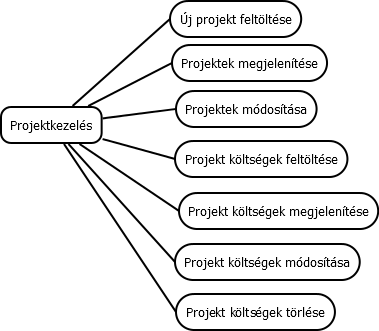 Új projekt feltöltése
Projektek megjelenítése
Projektek módosítása
Projektkezelés
Projekt költségek feltöltése
Projekt költségek megjelenítése
Projekt költségek módosítása
Projekt költségek törlése